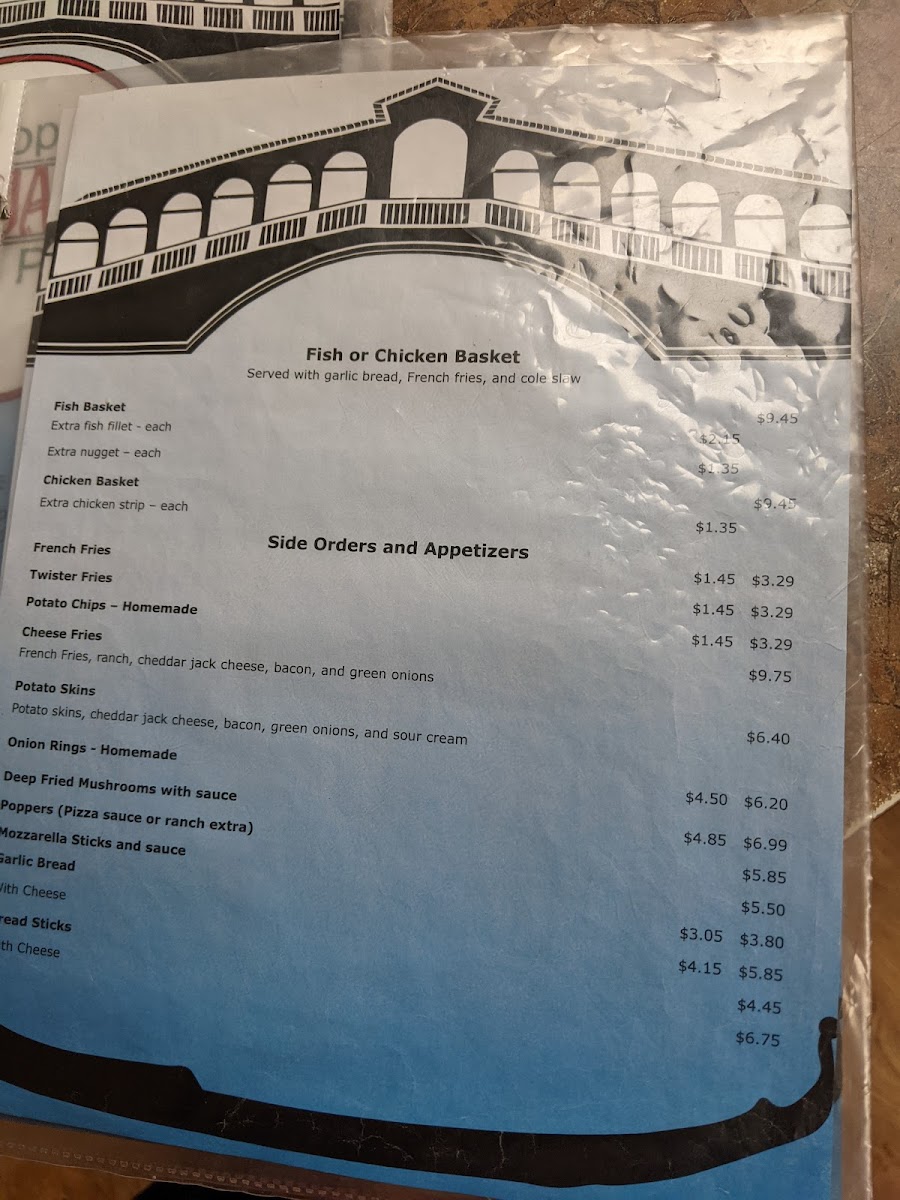 op
Fish or Chicken Basket
Served with garlic bread, French fries, and cole slaw
Fish Basket $9.45
Extra fish fillet - each $2.15
Extra nugget – each $1.35
Chicken Basket $9.45
Extra chicken strip – each $1.35
Side Orders and Appetizers
French Fries $1.45 $3.29
Twister Fries $1.45 $3.29
Potato Chips – Homemade $1.45 $3.29
Cheese Fries $9.75
French Fries, ranch, cheddar jack cheese, bacon, and green onions
Potato Skins $6.40
Potato skins, cheddar jack cheese, bacon, green onions, and sour cream
Onion Rings - Homemade $4.50 $6.20
Deep Fried Mushrooms with sauce $4.85 $6.99
Poppers (Pizza sauce or ranch extra) $5.85
Mozzarella Sticks and sauce $5.50
Garlic Bread $3.05 $3.80
With Cheese $4.15 $5.85
read Sticks $4.45
th Cheese $6.75